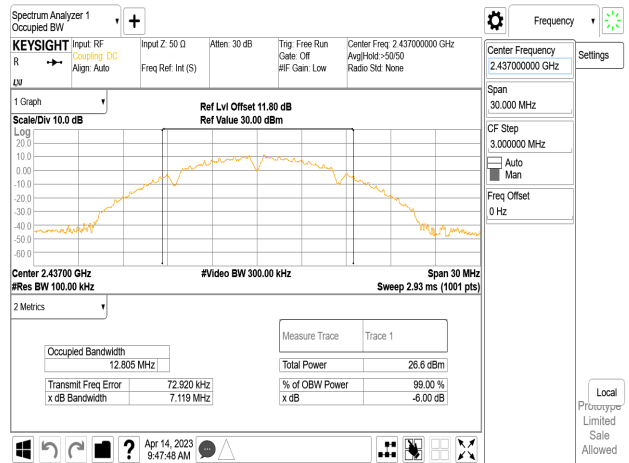 Spectrum Analyzer 1
Occupied BW
Frequency
KEYSIGHT
R
Input: RF
Coupling: DC
Align: Auto
Input Z: 50 Ω
Freq Ref: Int (S)
Atten: 30 dB
Trig: Free Run
Gate: Off
#IF Gain: Low
Center Freq: 2.437000000 GHz
Avg|Hold:>50/50
Radio Std: None
Center Frequency
2.437000000 GHz
Settings
Span
30.000 MHz
CF Step
3.000000 MHz
Auto
Man
Freq Offset
0 Hz
1 Graph
Scale/Div 10.0 dB
Ref Lvl Offset 11.80 dB
Ref Value 30.00 dBm
Log
20.0
10.0
0.00
-10.0
-20.0
-30.0
-40.0
-50.0
-60.0
Center 2.43700 GHz
#Video BW 300.00 kHz
Span 30 MHz
#Res BW 100.00 kHz
Sweep 2.93 ms (1001 pts)
2 Metrics
Measure Trace
Trace 1
Occupied Bandwidth
12.805 MHz
Total Power
26.6 dBm
Transmit Freq Error
72.920 kHz
% of OBW Power
99.00 %
x dB Bandwidth
7.119 MHz
x dB
-6.00 dB
Local
Prototype
Limited
Sale
Allowed
?
Apr 14, 2023
9:47:48 AM